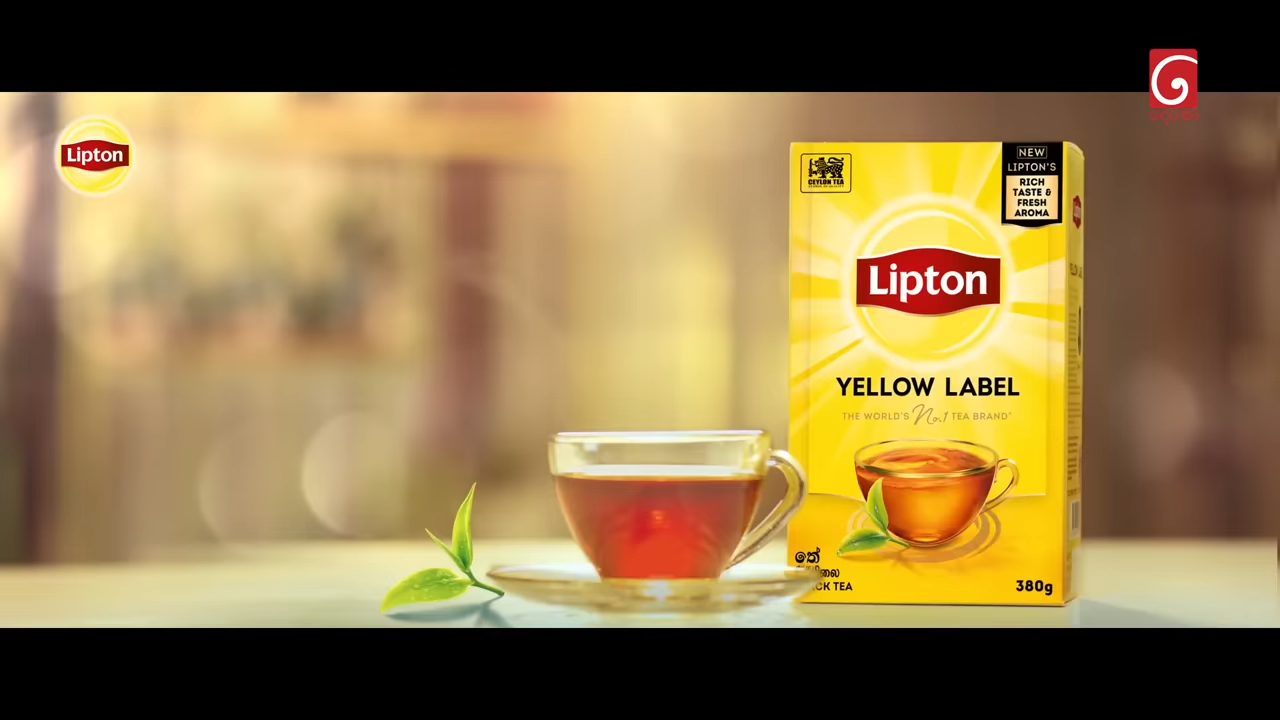 Lipton
CEYLON TEA
NEW
LIPTON'S
RICH
TASTE &
FRESH
AROMA
Lipton
YELLOW LABEL
THE WORLD'S No.1 TEA BRAND*
තේ
380g
TEA